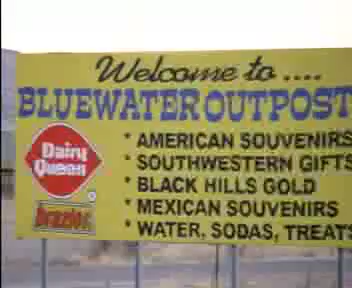 Welcome to ....
BLUEWATER OUTPOST
* AMERICAN SOUVENIRS
* SOUTHWESTERN GIFTS
* BLACK HILLS GOLD
* MEXICAN SOUVENIRS
* WATER, SODAS, TREATS
Dairy
Queen
®
brazier